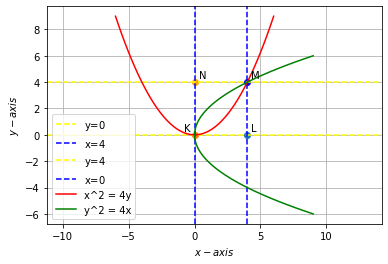 8
6
4
2
0
−2
−4
−6
−10
−5
0
5
10
y − axis
x − axis
N
M
K
L
y=0
x=4
y=4
x=0
x^2 = 4y
y^2 = 4x